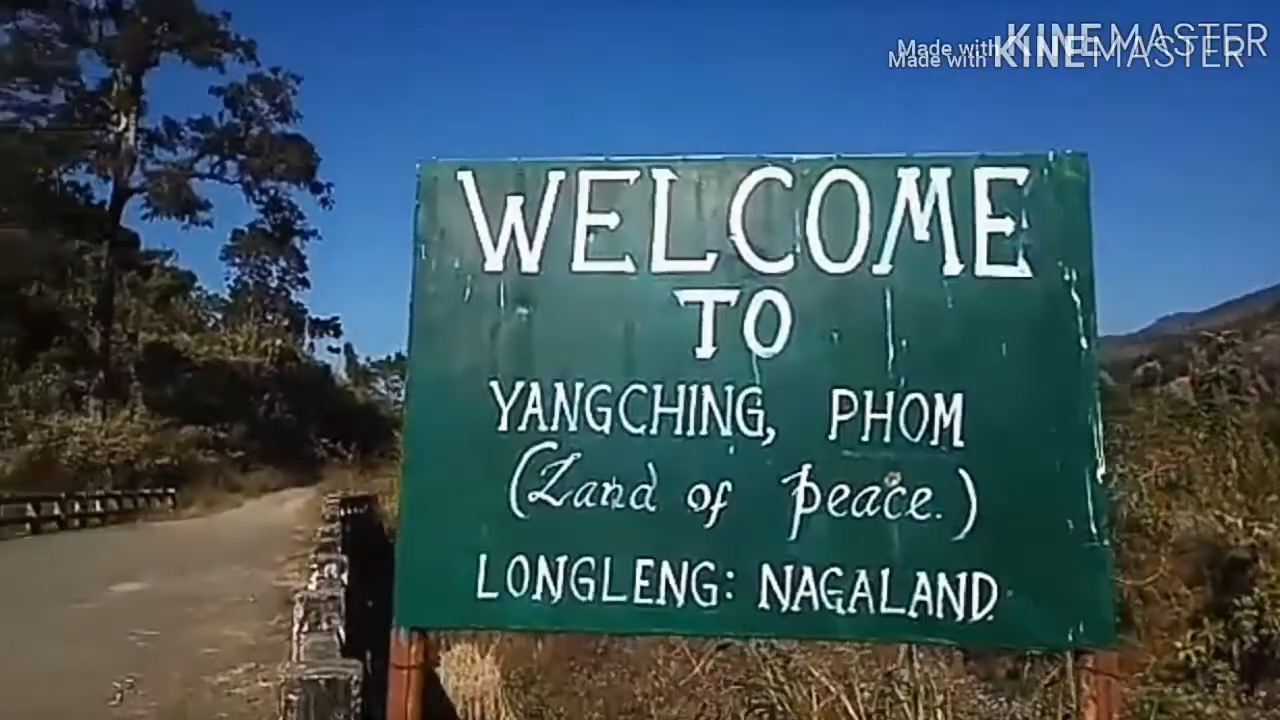 Made with KINEMASTER
Made with KINEMASTER
WELCOME
TO
YANGCHING, PHOM
(Land of peace.)
LONGLENG: NAGALAND.